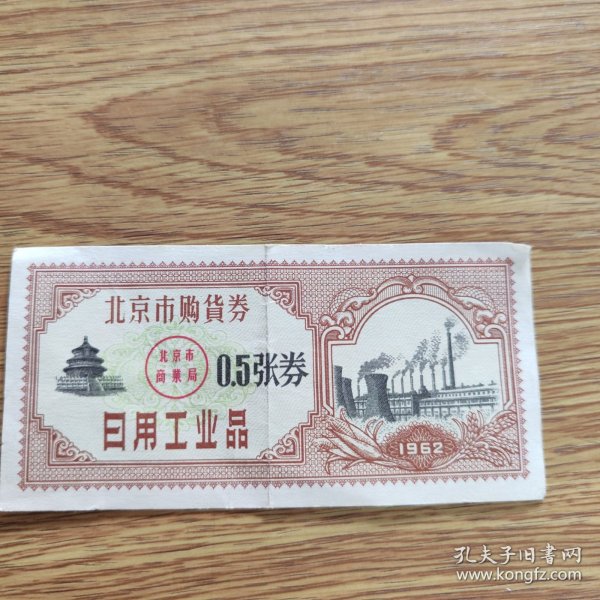 北京市购货券
北京市
商業局
0.5张券
日用工业品
1962
孔夫子旧书网
www.kongfz.com